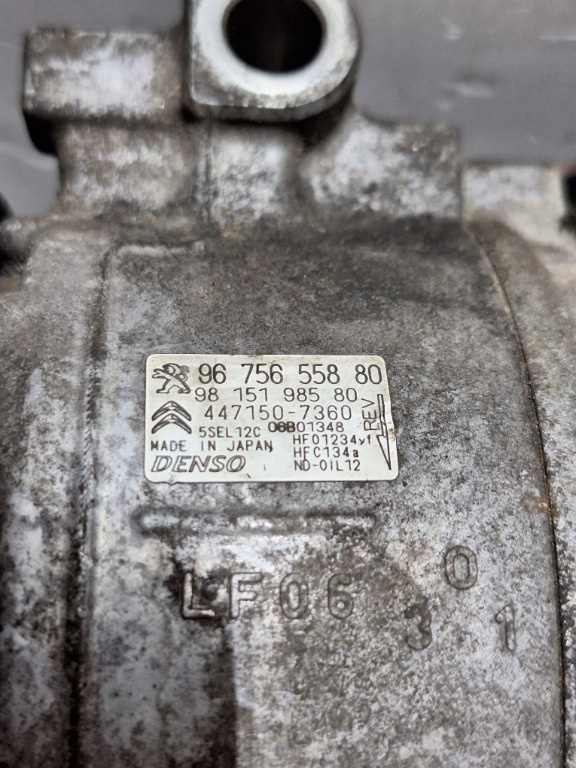 96 756 558 80
98 151 985 80
447150-7360
REV
5SEL12C 06B01348
HF01234yf
MADE IN JAPAN HFC134a
DENSO ND-OIL12
LF06
0
3 1